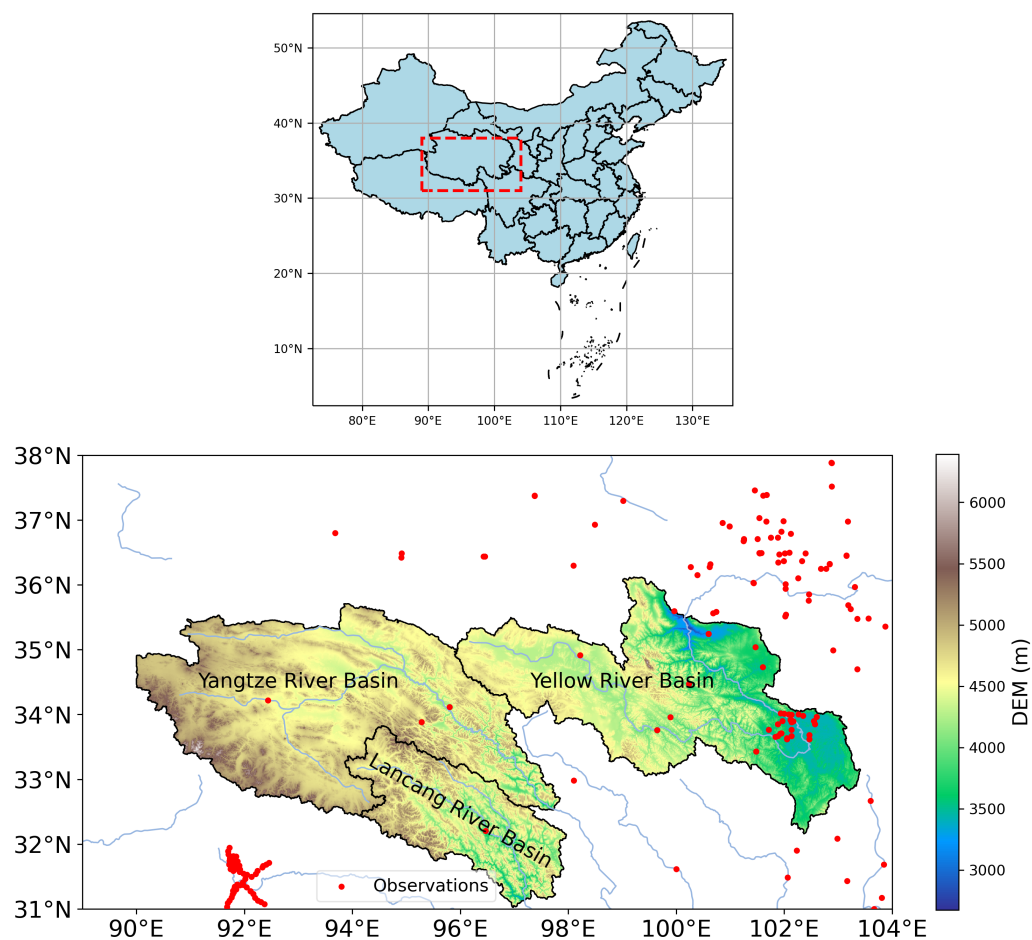 50°N
40°N
30°N
20°N
10°N
80°E 90°E 100°E 110°E 120°E 130°E
38°N
37°N
36°N
35°N
34°N
33°N
32°N
31°N
Yangtze River Basin
Yellow River Basin
Lancang River Basin
Observations
90°E 92°E 94°E 96°E 98°E 100°E 102°E 104°E
6000
5500
5000
4500
4000
3500
3000
DEM (m)